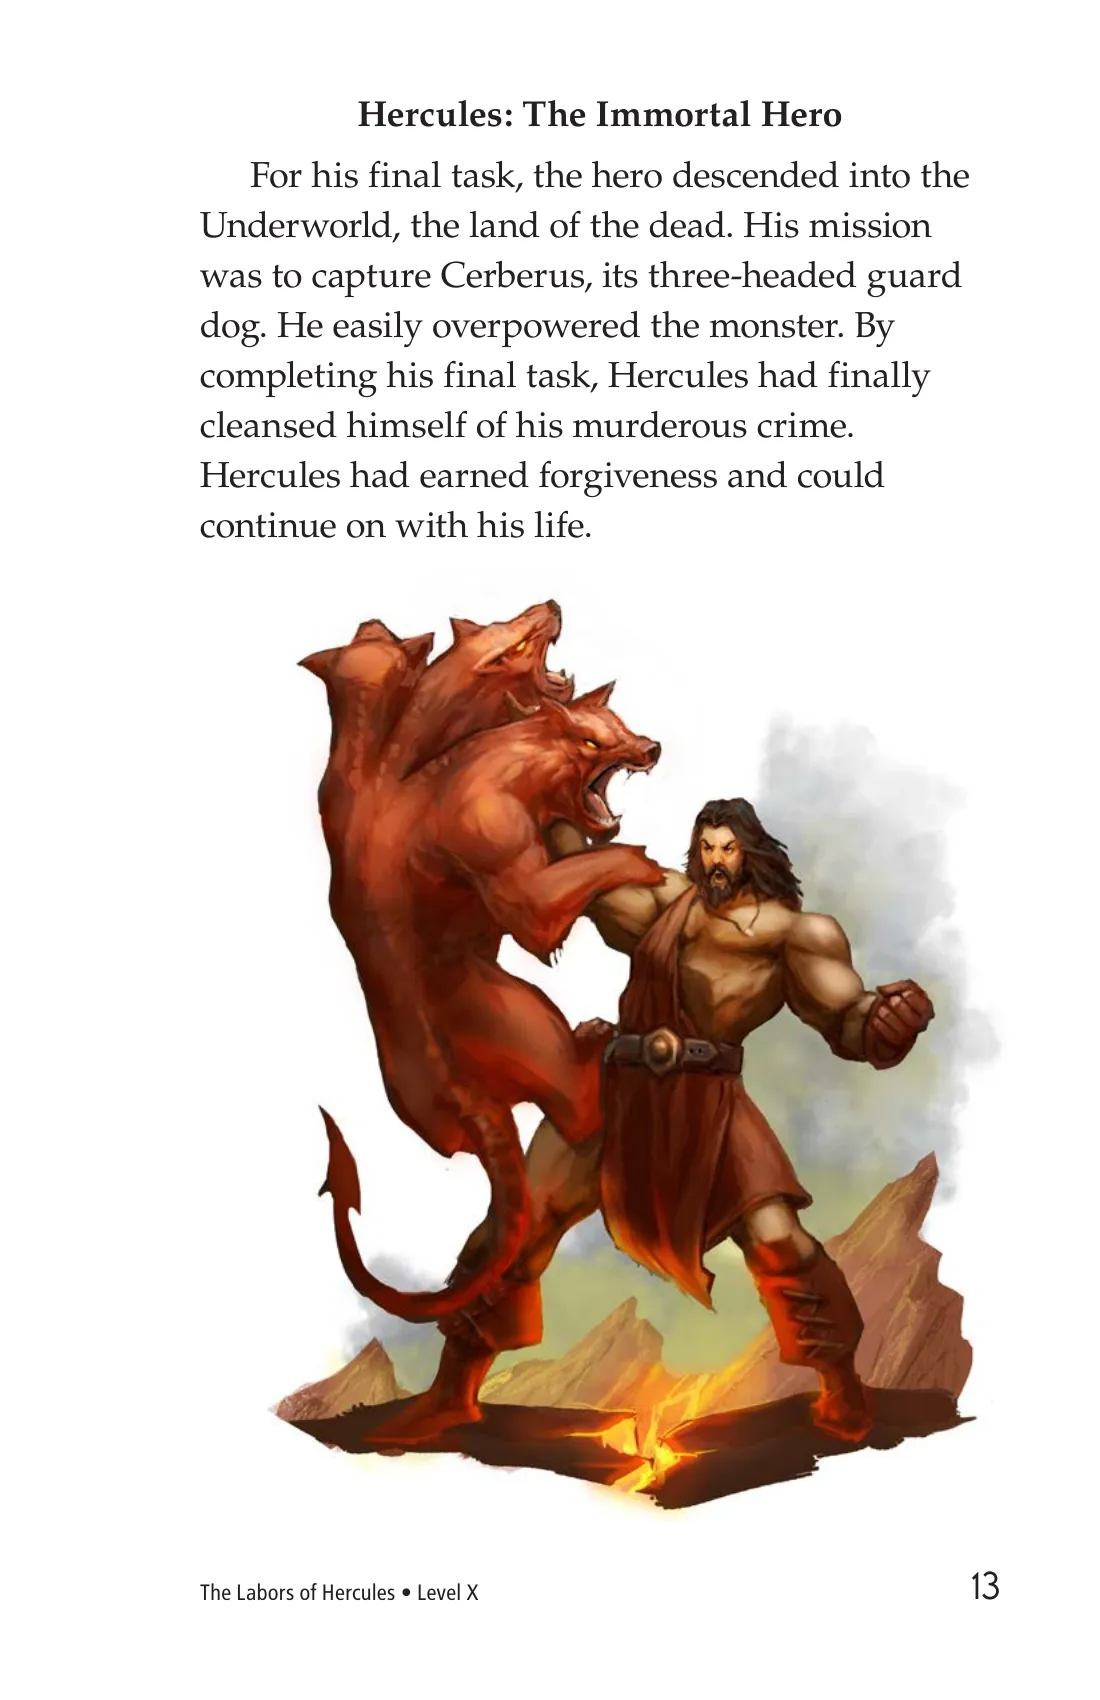 Hercules: The Immortal Hero
For his final task, the hero descended into the
Underworld, the land of the dead. His mission
was to capture Cerberus, its three-headed guard
dog. He easily overpowered the monster. By
completing his final task, Hercules had finally
cleansed himself of his murderous crime.
Hercules had earned forgiveness and could
continue on with his life.
The Labors of Hercules • Level X
13